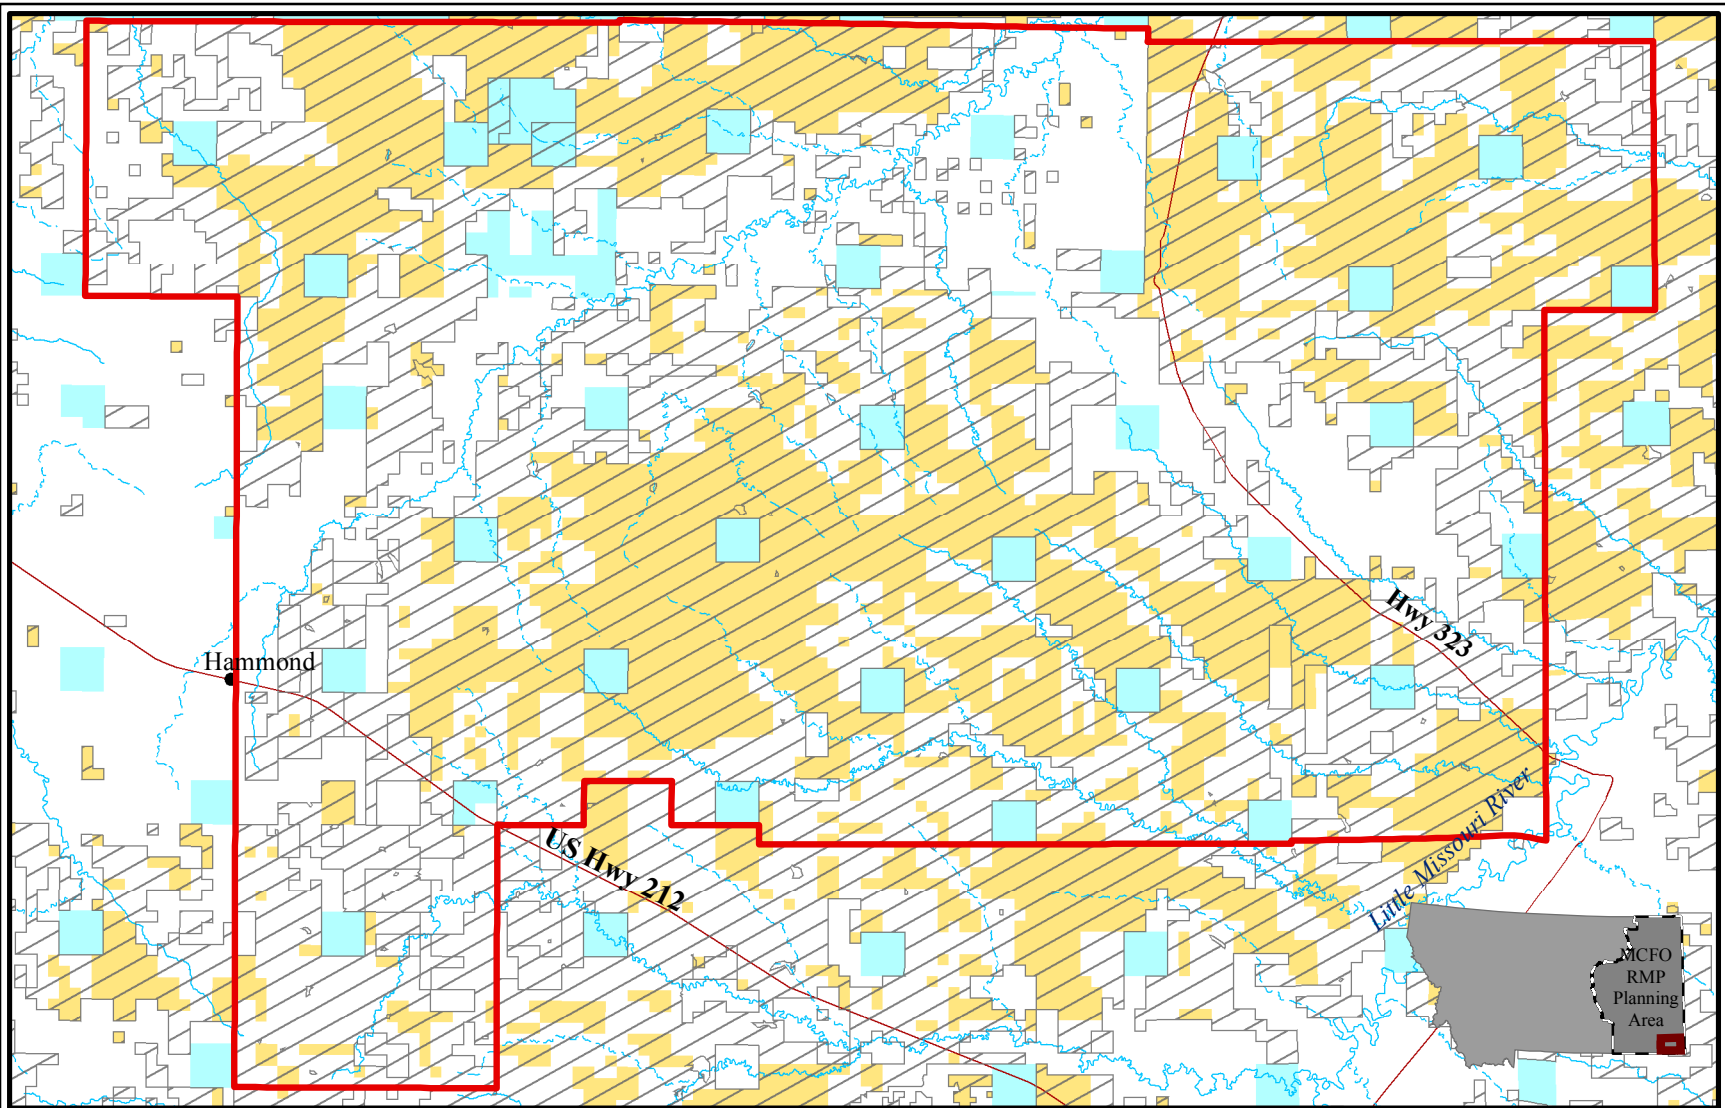 Hammond
Hwy 323
US Hwy 212
Little Missouri River
MCFO
RMP
Planning
Area